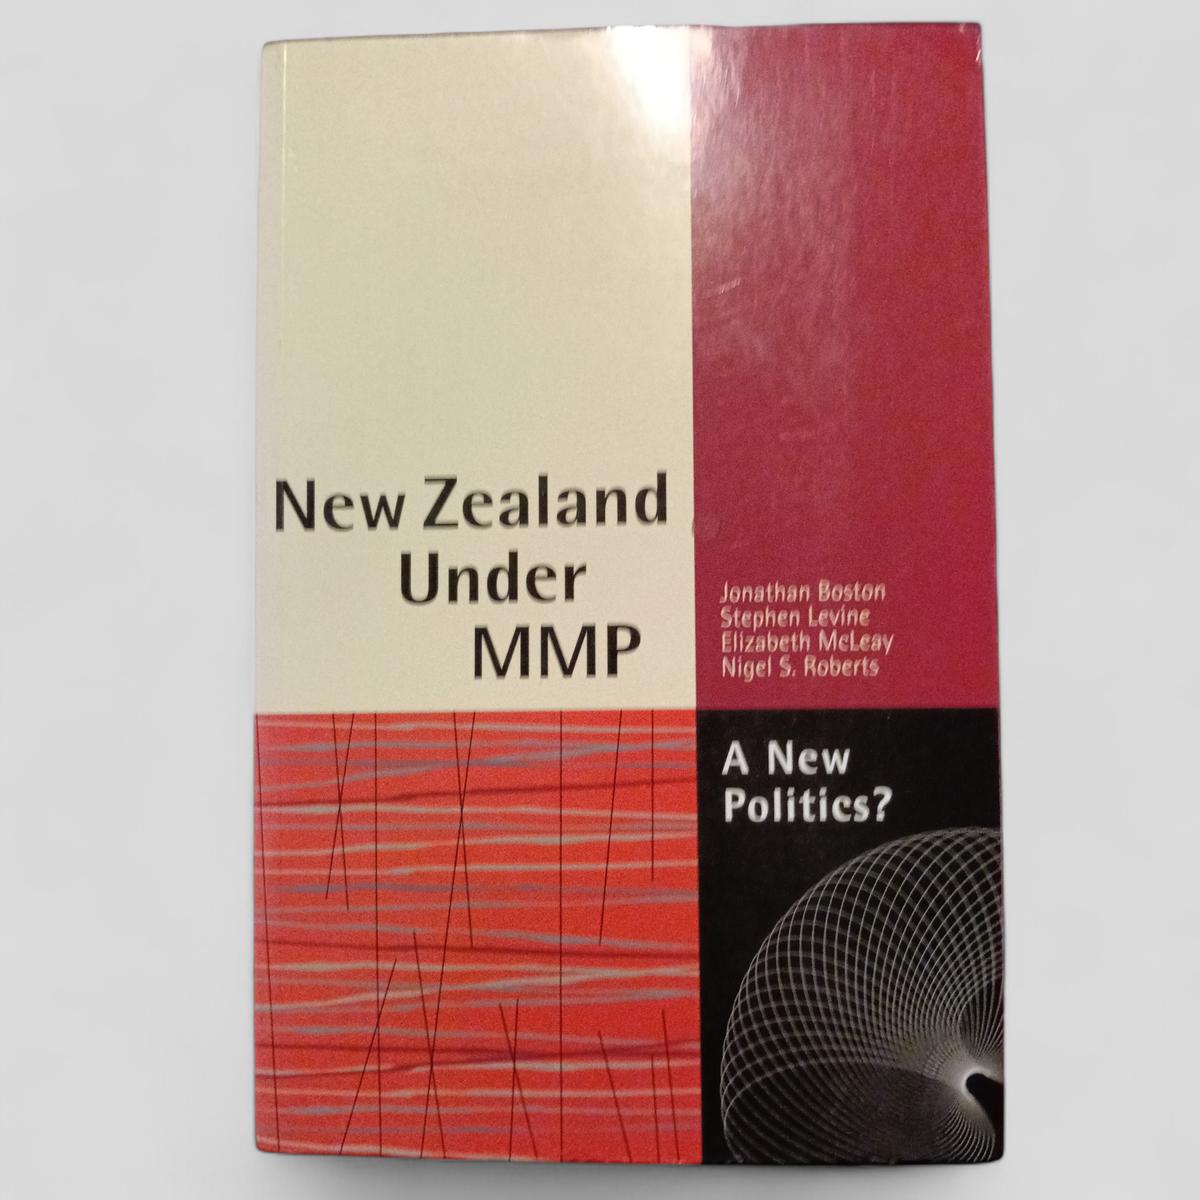 New Zealand
Under
MMP
Jonathan Boston
Stephen Levine
Elizabeth McLeay
Nigel S. Roberts
A New
Politics?